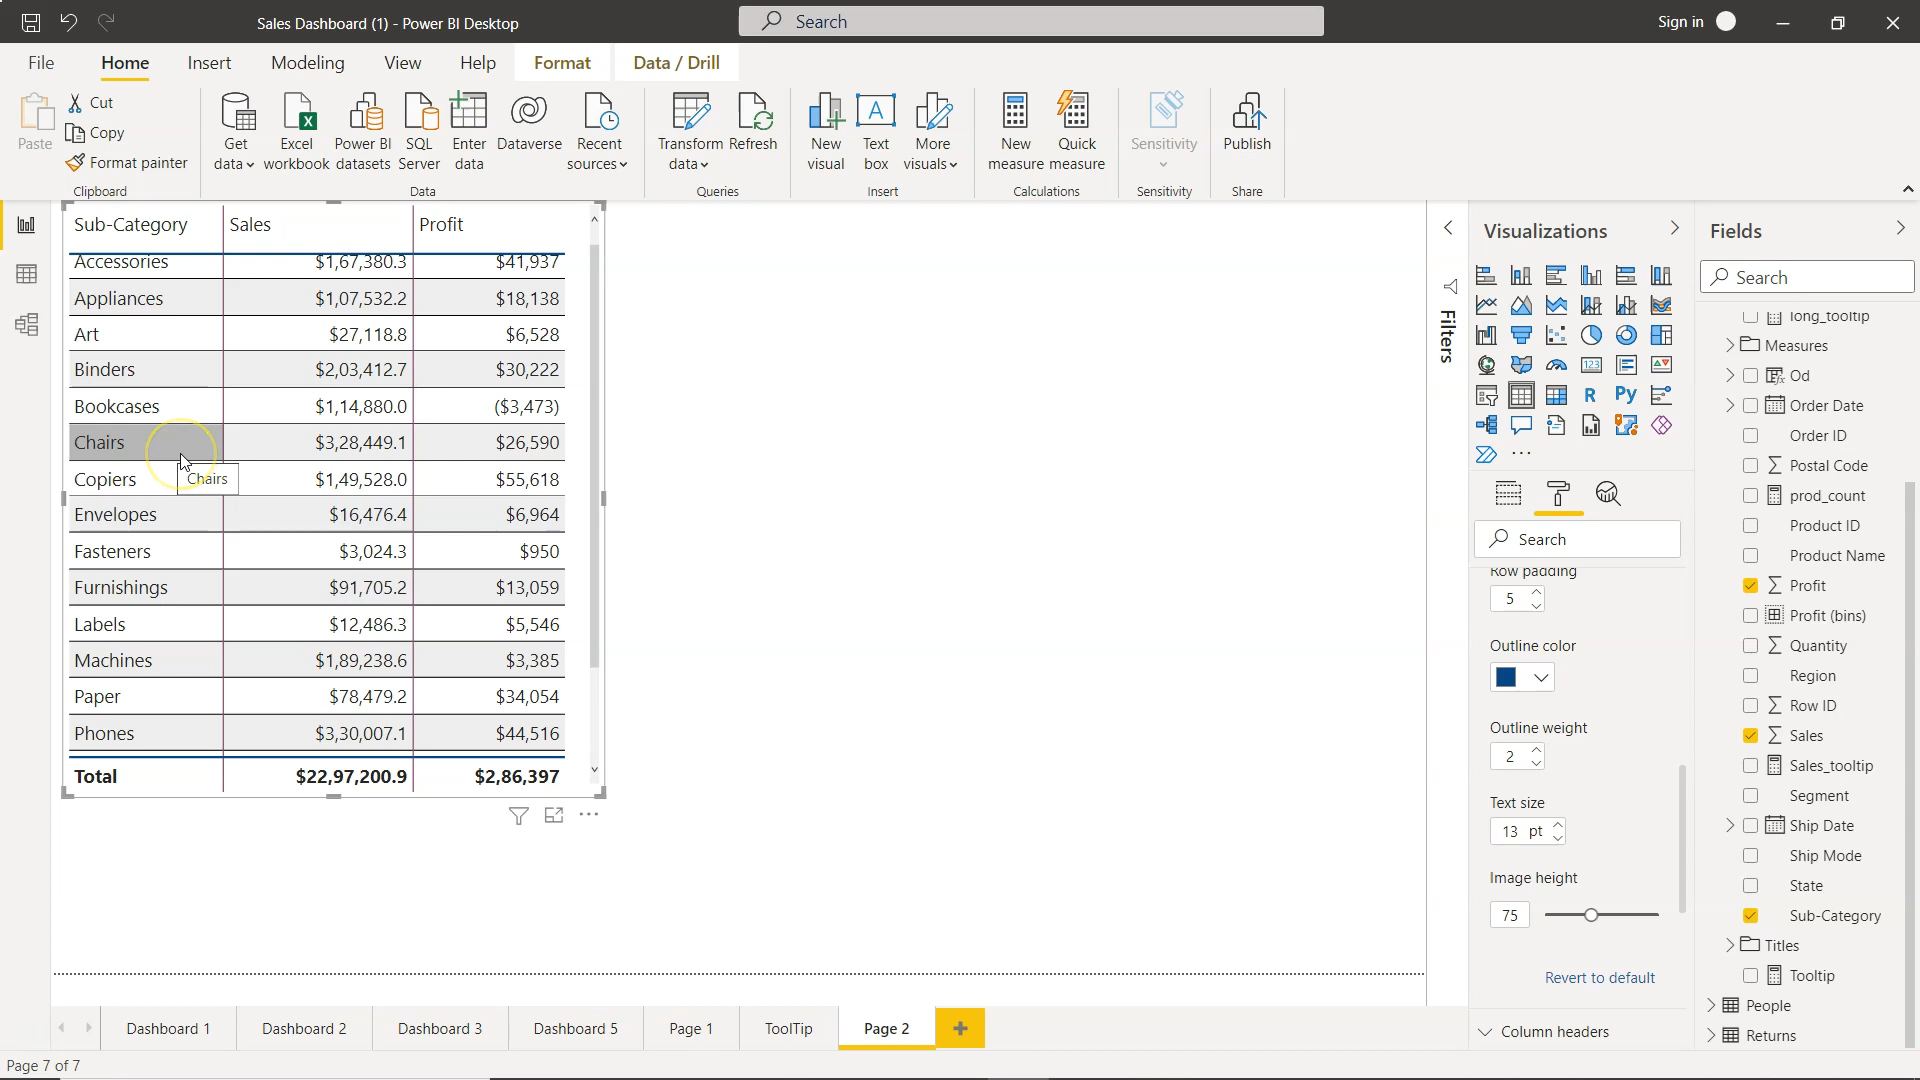 Sales Dashboard (1) - Power BI Desktop
Search
Sign in
File
Home
Insert
Modeling
View
Help
Format
Data / Drill
Paste
Cut
Copy
Format painter
Clipboard
Get
data
Excel
workbook
Power BI
datasets
SQL
Server
Enter
data
Dataverse
Recent
sources
Data
Transform
data
Refresh
Queries
New
visual
Text
box
More
visuals
Insert
New
measure
Quick
measure
Calculations
Sensitivity
Sensitivity
Publish
Share
Sub-Category Sales Profit
Accessories $1,67,380.3 $41,937
Appliances $1,07,532.2 $18,138
Art $27,118.8 $6,528
Binders $2,03,412.7 $30,222
Bookcases $1,14,880.0 ($3,473)
Chairs $3,28,449.1 $26,590
Copiers $1,49,528.0 $55,618
Chairs
Envelopes $16,476.4 $6,964
Fasteners $3,024.3 $950
Furnishings $91,705.2 $13,059
Labels $12,486.3 $5,546
Machines $1,89,238.6 $3,385
Paper $78,479.2 $34,054
Phones $3,30,007.1 $44,516
Total $22,97,200.9 $2,86,397
Filters
Visualizations
123
R
Py
Search
Row padding
5
Outline color
Outline weight
2
Text size
13 pt
Image height
75
Revert to default
Column headers
Fields
Search
long_tooltip
Measures
Od
Order Date
Order ID
Postal Code
prod_count
Product ID
Product Name
Profit
Profit (bins)
Quantity
Region
Row ID
Sales
Sales_tooltip
Segment
Ship Date
Ship Mode
State
Sub-Category
Titles
Tooltip
People
Returns
Dashboard 1
Dashboard 2
Dashboard 3
Dashboard 5
Page 1
ToolTip
Page 2
Page 7 of 7